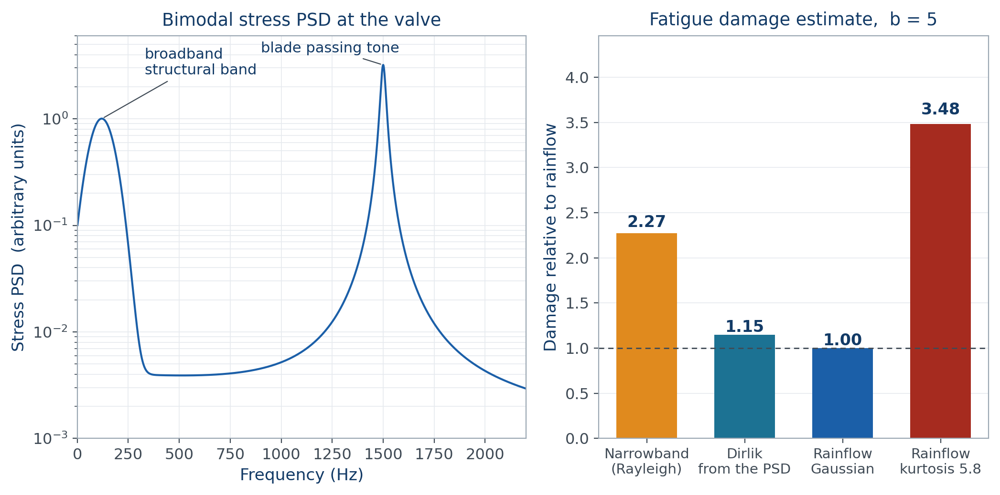 Bimodal stress PSD at the valve
broadband
structural band
blade passing tone
Stress PSD (arbitrary units)
10⁰
10⁻¹
10⁻²
10⁻³
0 250 500 750 1000 1250 1500 1750 2000
Frequency (Hz)
Fatigue damage estimate, b = 5
Damage relative to rainflow
4.0
3.5
3.0
2.5
2.0
1.5
1.0
0.5
0.0
2.27
1.15
1.00
3.48
Narrowband
(Rayleigh)
Dirlik
from the PSD
Rainflow
Gaussian
Rainflow
kurtosis 5.8